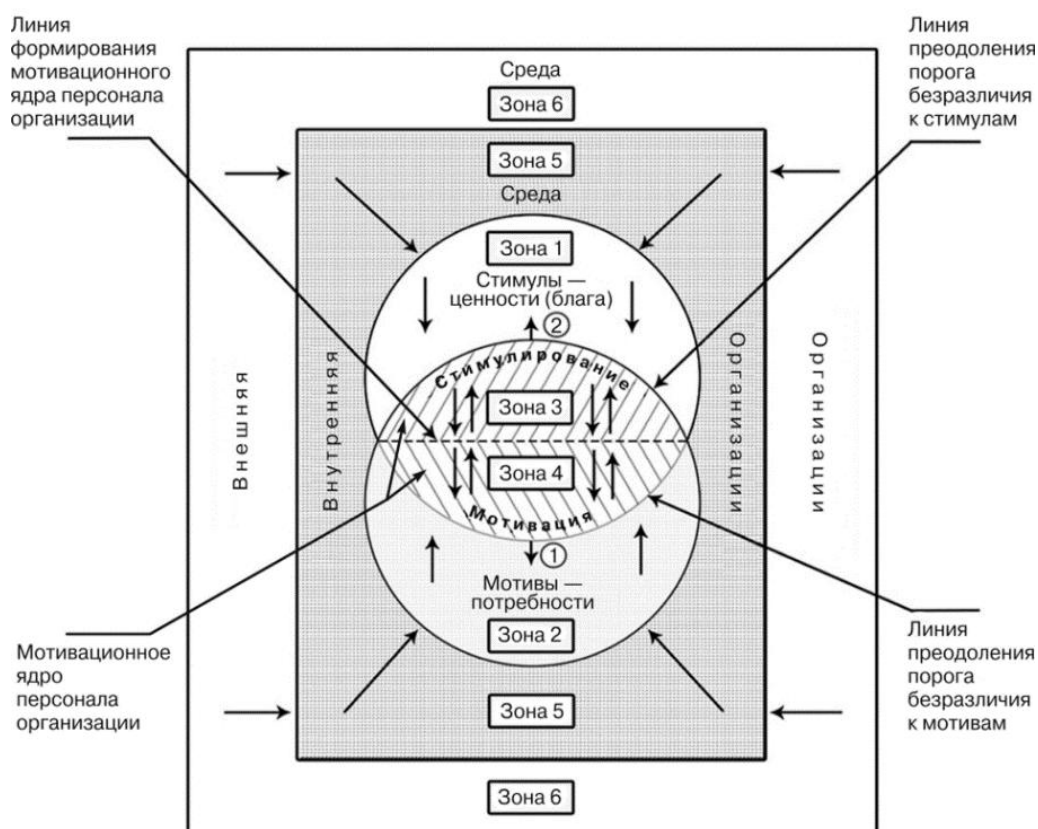 Линия
формирования
мотивационного
ядра персонала
организации
Линия
преодоления
порога
безразличия
к стимулам
Среда
Зона 6
Зона 5
Среда
Зона 1
Стимулы —
ценности (блага)
2
Стимулирование
Зона 3
Зона 4
Мотивация
1
Мотивы —
потребности
Зона 2
Зона 5
Зона 6
Внешняя
Внутренняя
Организации
Организации
Мотивационное
ядро
персонала
организации
Линия
преодоления
порога
безразличия
к мотивам